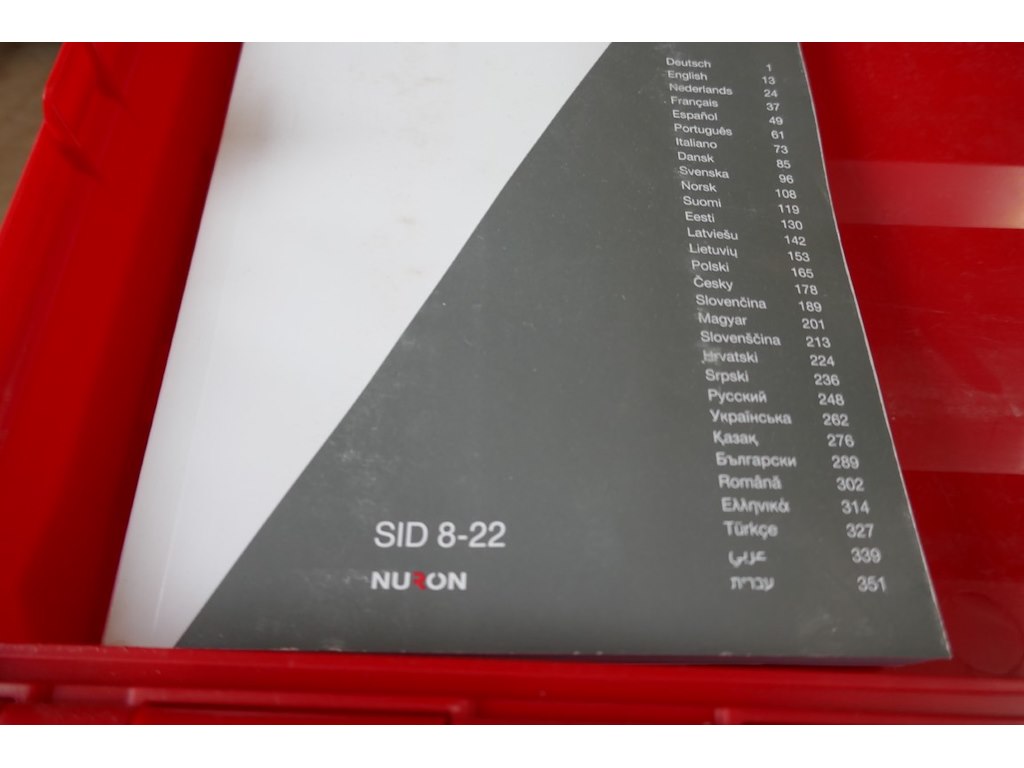 Deutsch 1
English 13
Nederlands 24
Français 37
Español 49
Português 61
Italiano 73
Dansk 85
Svenska 96
Norsk 108
Suomi 119
Eesti 130
Latviešu 142
Lietuvių 153
Polski 165
Česky 178
Slovenčina 189
Magyar 201
Slovenščina 213
Hrvatski 224
Srpski 236
Русский 248
Українська 262
Қазақ 276
Български 289
Română 302
Ελληνικά 314
Türkçe 327
عربي 339
עברית 351
SID 8-22
NURON